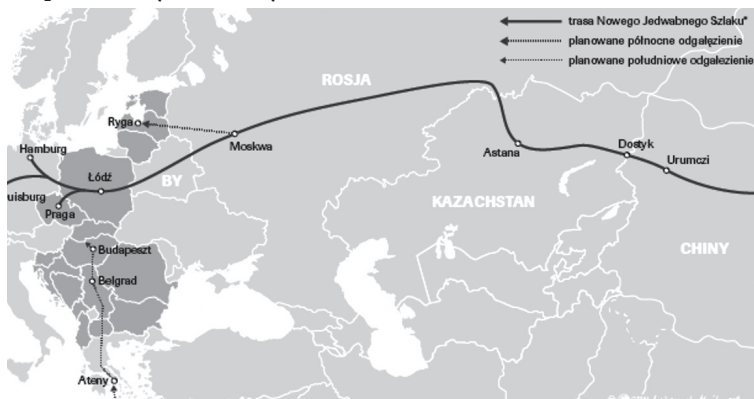 trasa Nowego Jedwabnego Szlaku*
planowane północne odgałęzienie
planowane południowe odgałezienie
ROSJA
Ryga
Moskwa
Hamburg
Łódź
BY
Astana
Dostyk
Urumczi
uisburg
Praga
KAZACHSTAN
CHINY
Budapeszt
Belgrad
Ateny